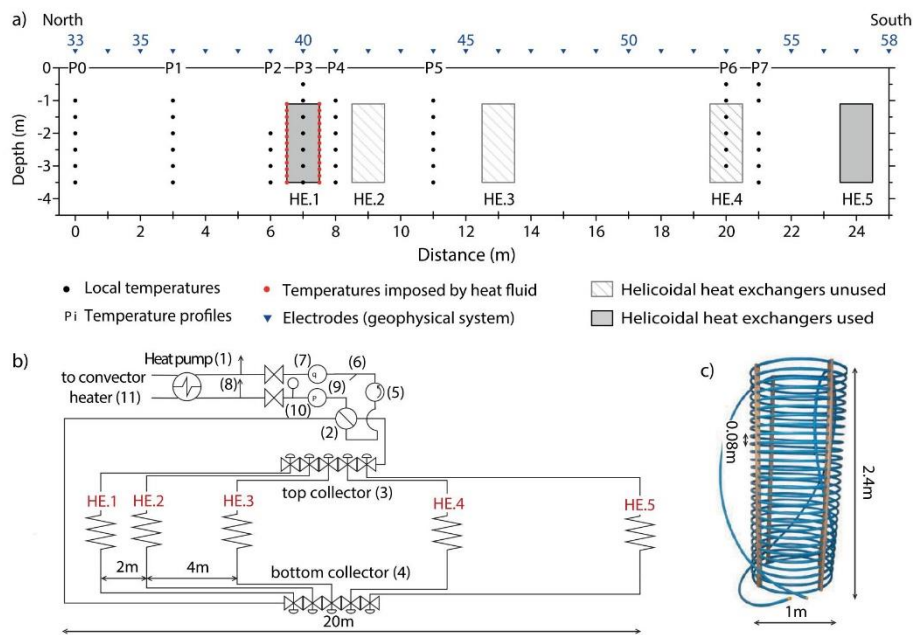 a) North South
33 35 40 45 50 55 58
0 P0 P1 P2 P3 P4 P5 P6 P7
-1
-2
-3
-4
Depth (m)
HE.1 HE.2 HE.3 HE.4 HE.5
0 2 4 6 8 10 12 14 16 18 20 22 24
Distance (m)
Local temperatures
Temperatures imposed by heat fluid
Helicoidal heat exchangers unused
Pi Temperature profiles
Electrodes (geophysical system)
Helicoidal heat exchangers used
b)
Heat pump (1)
(7)
(6)
to convector
heater (11)
(8)
q
(9)
(5)
(10)
P
(2)
top collector (3)
HE.1 HE.2 HE.3 HE.4 HE.5
2m 4m
bottom collector (4)
20m
c)
0.08m
2.4m
1m